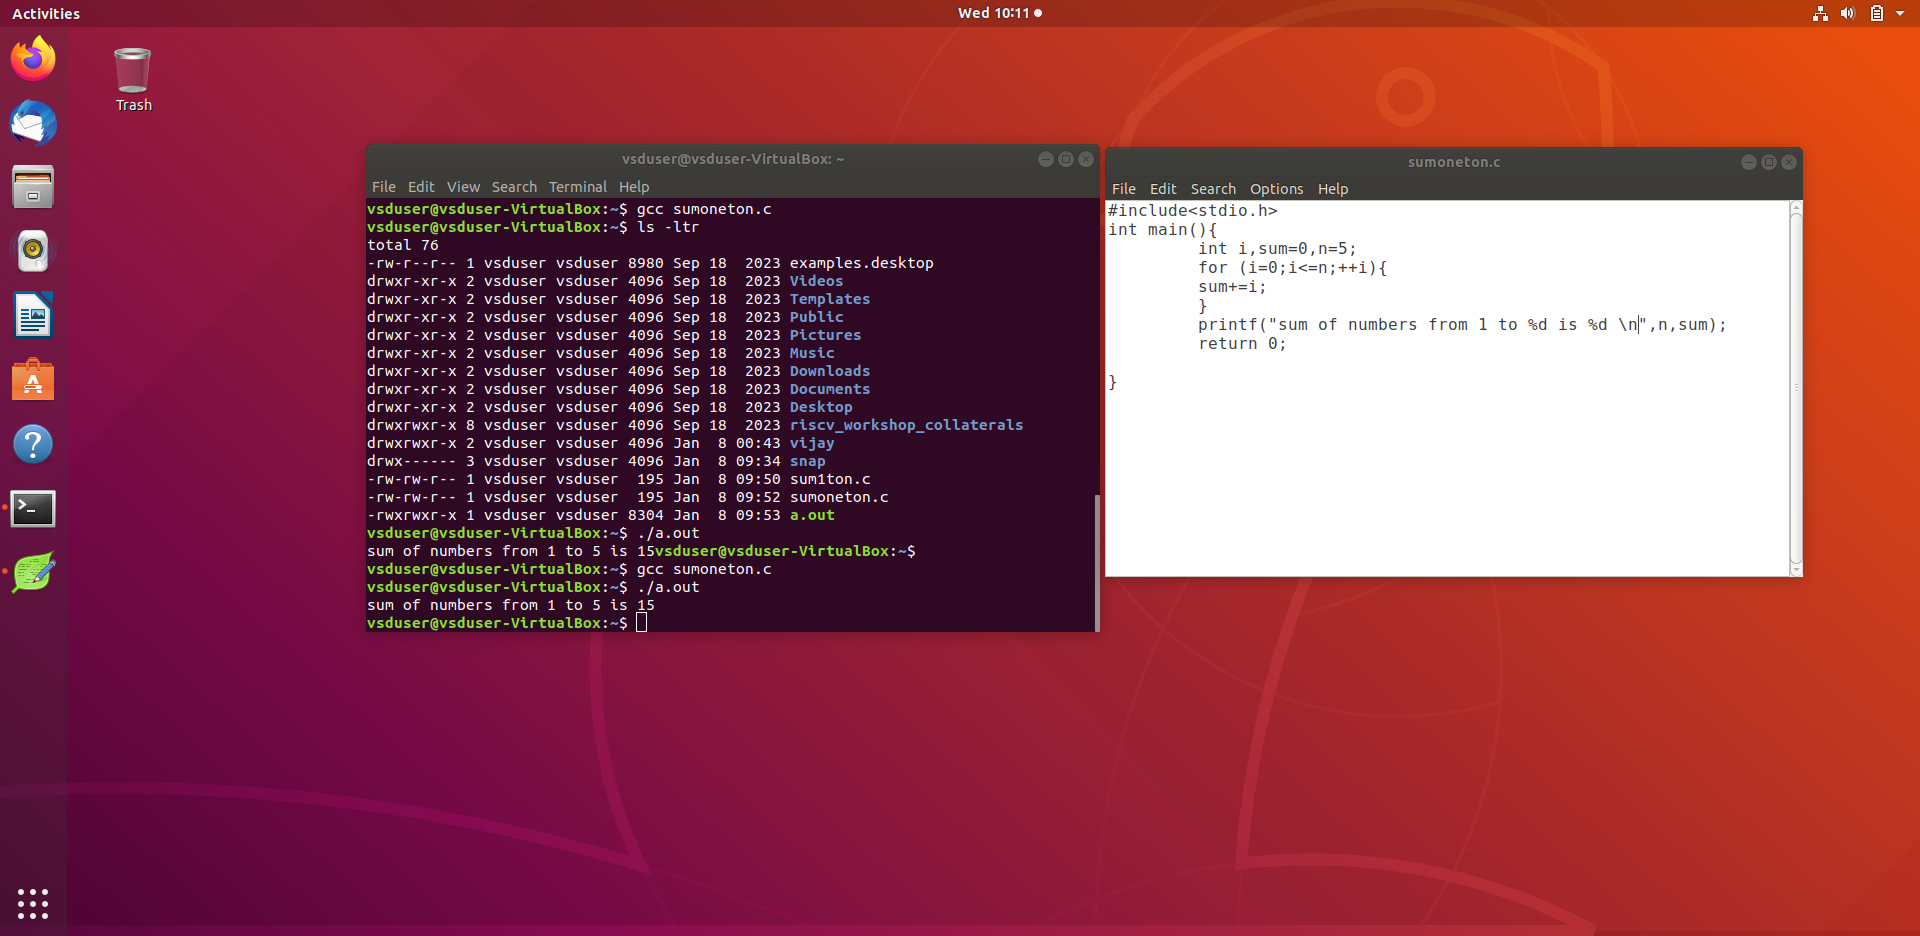 Activities
Wed 10:11
Trash
vsduser@vsduser-VirtualBox: ~
File Edit View Search Terminal Help
vsduser@vsduser-VirtualBox:~$ gcc sumoneton.c
vsduser@vsduser-VirtualBox:~$ ls -ltr
total 76
-rw-r--r-- 1 vsduser vsduser 8980 Sep 18  2023 examples.desktop
drwxr-xr-x 2 vsduser vsduser 4096 Sep 18  2023 Videos
drwxr-xr-x 2 vsduser vsduser 4096 Sep 18  2023 Templates
drwxr-xr-x 2 vsduser vsduser 4096 Sep 18  2023 Public
drwxr-xr-x 2 vsduser vsduser 4096 Sep 18  2023 Pictures
drwxr-xr-x 2 vsduser vsduser 4096 Sep 18  2023 Music
drwxr-xr-x 2 vsduser vsduser 4096 Sep 18  2023 Downloads
drwxr-xr-x 2 vsduser vsduser 4096 Sep 18  2023 Documents
drwxr-xr-x 2 vsduser vsduser 4096 Sep 18  2023 Desktop
drwxrwxr-x 8 vsduser vsduser 4096 Sep 18  2023 riscv_workshop_collaterals
drwxrwxr-x 2 vsduser vsduser 4096 Jan  8 00:43 vijay
drwx------ 3 vsduser vsduser 4096 Jan  8 09:34 snap
-rw-rw-r-- 1 vsduser vsduser  195 Jan  8 09:50 sum1ton.c
-rw-rw-r-- 1 vsduser vsduser  195 Jan  8 09:52 sumoneton.c
-rwxrwxr-x 1 vsduser vsduser 8304 Jan  8 09:53 a.out
vsduser@vsduser-VirtualBox:~$ ./a.out
sum of numbers from 1 to 5 is 15vsduser@vsduser-VirtualBox:~$
vsduser@vsduser-VirtualBox:~$ gcc sumoneton.c
vsduser@vsduser-VirtualBox:~$ ./a.out
sum of numbers from 1 to 5 is 15
vsduser@vsduser-VirtualBox:~$
sumoneton.c
File Edit Search Options Help
#include<stdio.h>
int main(){
int i,sum=0,n=5;
for (i=0;i<=n;++i){
sum+=i;
}
printf("sum of numbers from 1 to %d is %d \n",n,sum);
return 0;
}